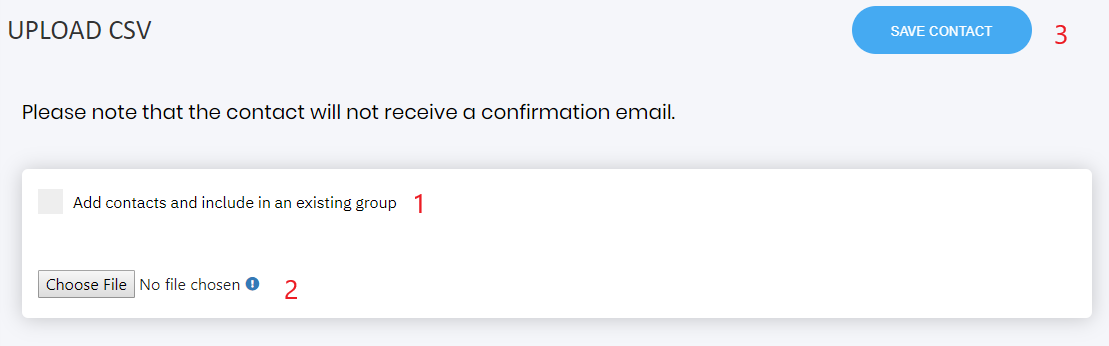 UPLOAD CSV
SAVE CONTACT 3
Please note that the contact will not receive a confirmation email.
Add contacts and include in an existing group 1
Choose File No file chosen 2